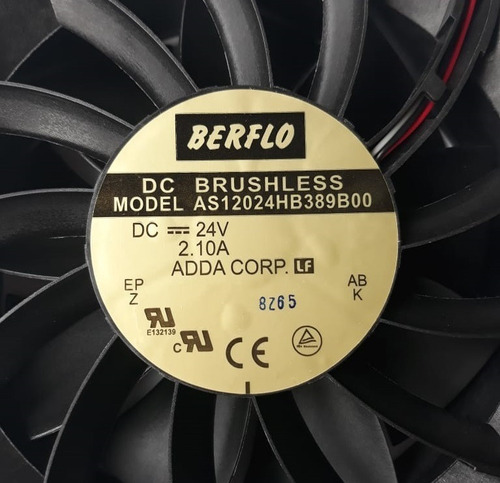 BERFLO
DC BRUSHLESS
MODEL AS12024HB389B00
DC ⎓ 24V
2.10A
ADDA CORP. LF
EP AB
Z K
8Z65
E132139
c
CE